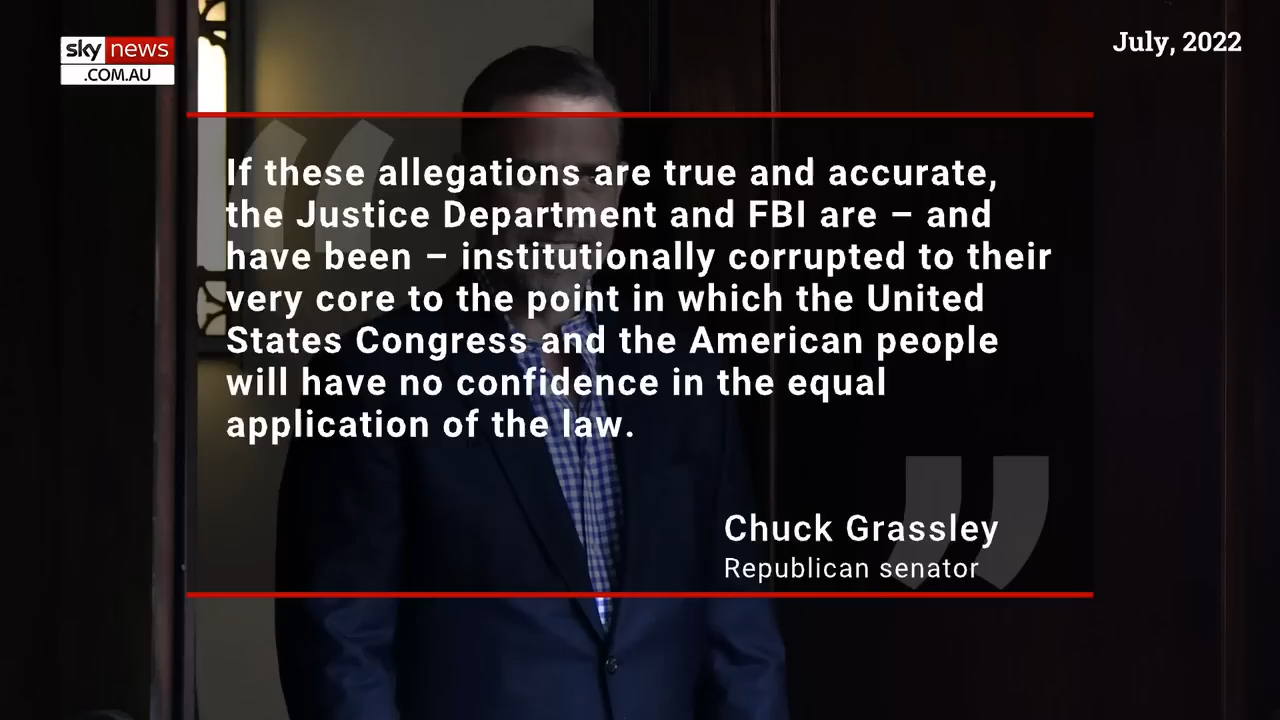 sky news
.COM.AU
July, 2022
If these allegations are true and accurate,
the Justice Department and FBI are – and
have been – institutionally corrupted to their
very core to the point in which the United
States Congress and the American people
will have no confidence in the equal
application of the law.
Chuck Grassley
Republican senator